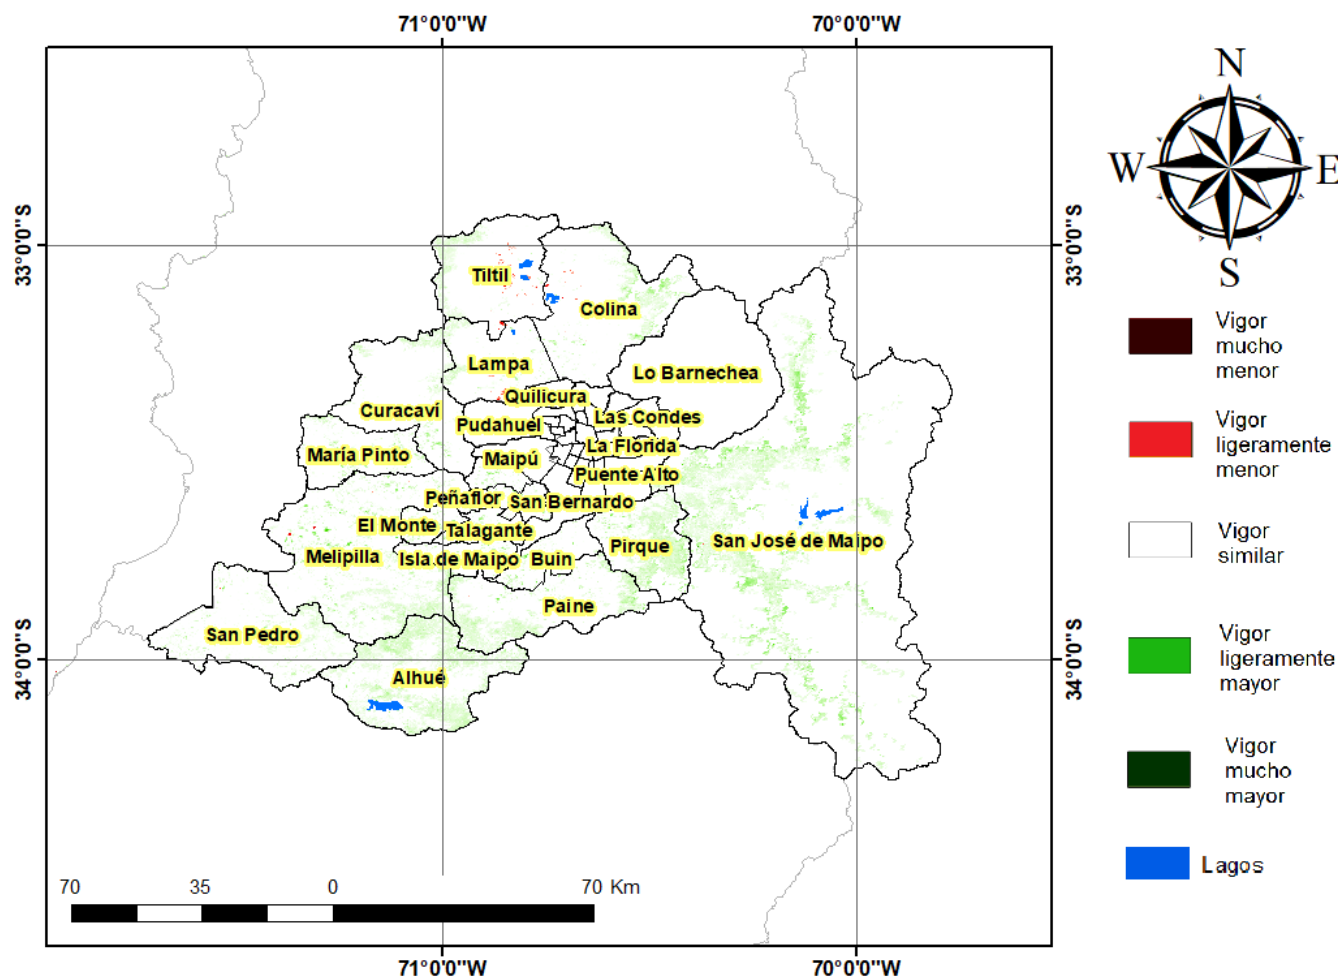 71°0'0"W
70°0'0"W
N
W
E
S
33°0'0"S
33°0'0"S
Tiltil
Colina
Lampa
Lo Barnechea
Quilicura
Curacaví
Pudahuel
Las Condes
La Florida
María Pinto
Maipú
Puente Alto
Peñaflor
San Bernardo
El Monte
Talagante
San José de Maipo
Pirque
Melipilla
Isla de Maipo
Buin
Paine
San Pedro
Alhué
34°0'0"S
34°0'0"S
Vigor
mucho
menor
Vigor
ligeramente
menor
Vigor
similar
Vigor
ligeramente
mayor
Vigor
mucho
mayor
Lagos
70 35 0 70 Km
71°0'0"W
70°0'0"W